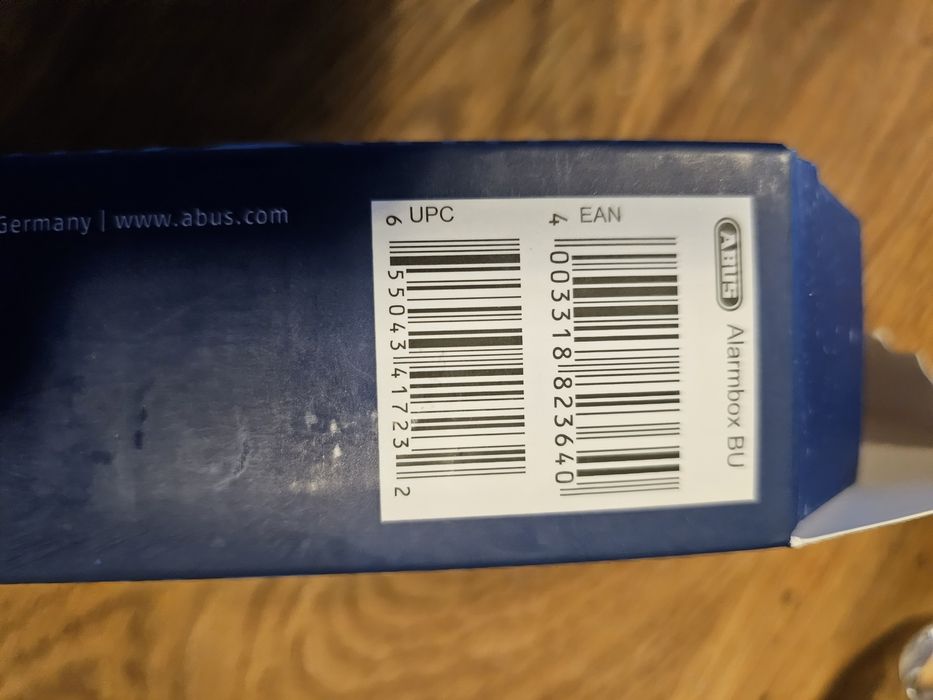 ABUS Alarmbox BU
EAN
4 003318 823640
UPC
6 55043 41723 2
Germany | www.abus.com